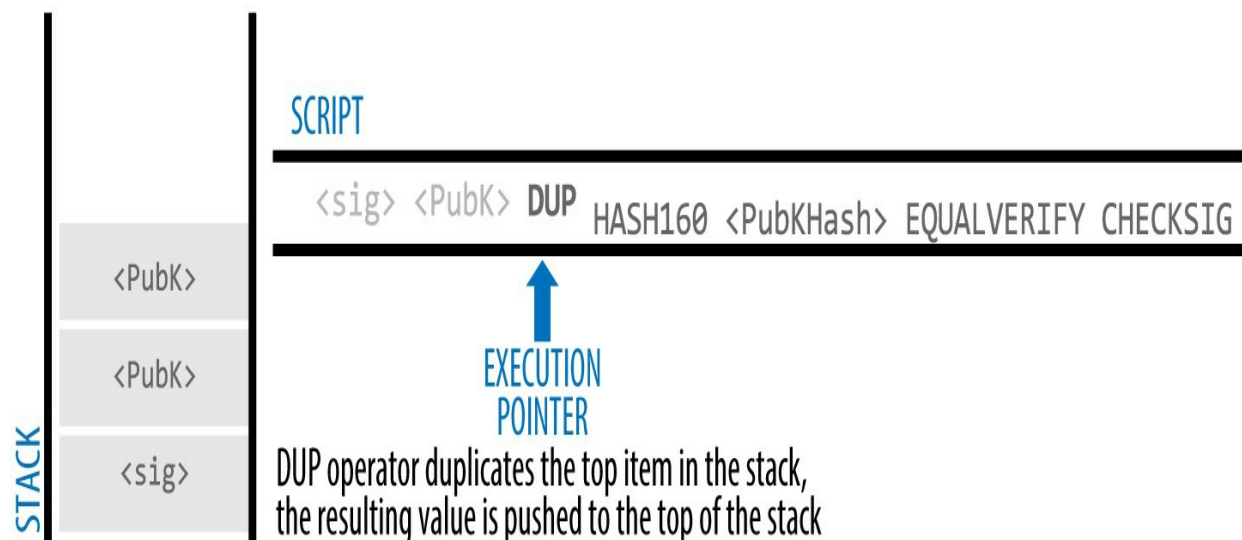 SCRIPT
<sig> <PubK> DUP HASH160 <PubKHash> EQUALVERIFY CHECKSIG
<PubK>
<PubK>
<sig>
STACK
EXECUTION
POINTER
DUP operator duplicates the top item in the stack,
the resulting value is pushed to the top of the stack